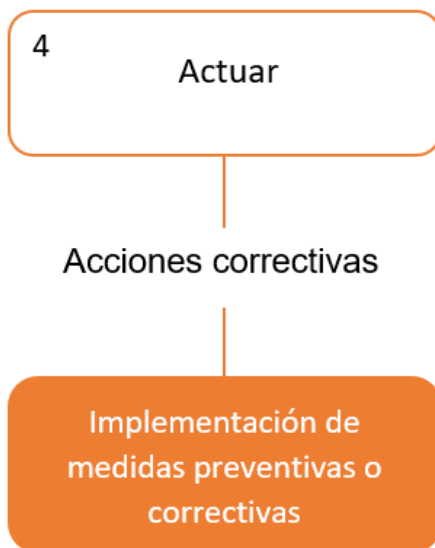 4
Actuar
Acciones correctivas
Implementación de
medidas preventivas o
correctivas